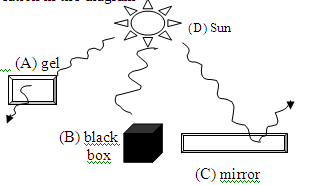 (D) Sun
(A) gel
(B) black
box
(C) mirror